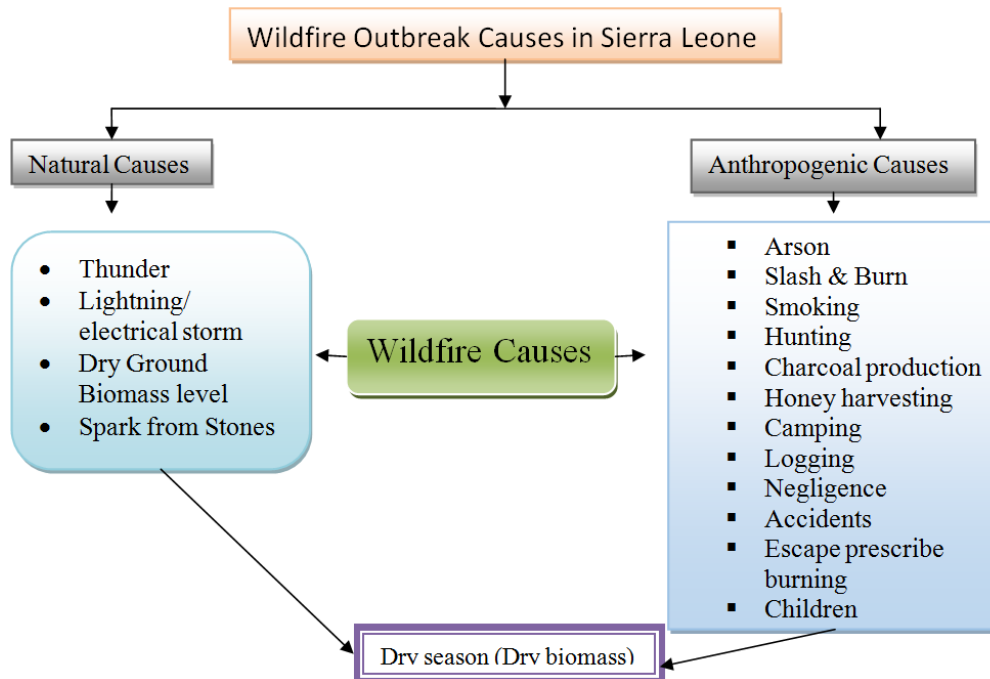 Wildfire Outbreak Causes in Sierra Leone
Natural Causes
Anthropogenic Causes
Thunder
Lightning/
electrical storm
Dry Ground
Biomass level
Spark from Stones
Wildfire Causes
Arson
Slash & Burn
Smoking
Hunting
Charcoal production
Honey harvesting
Camping
Logging
Negligence
Accidents
Escape prescribe
burning
Children
Dry season (Dry biomass)